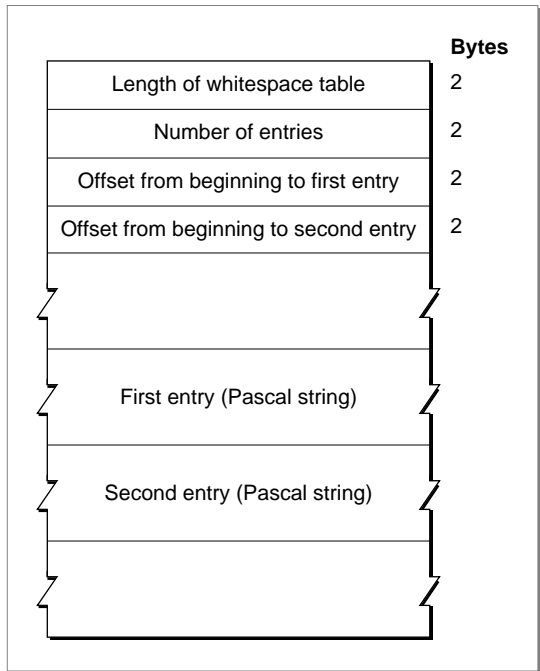 Bytes
Length of whitespace table 2
Number of entries 2
Offset from beginning to first entry 2
Offset from beginning to second entry 2
First entry (Pascal string)
Second entry (Pascal string)